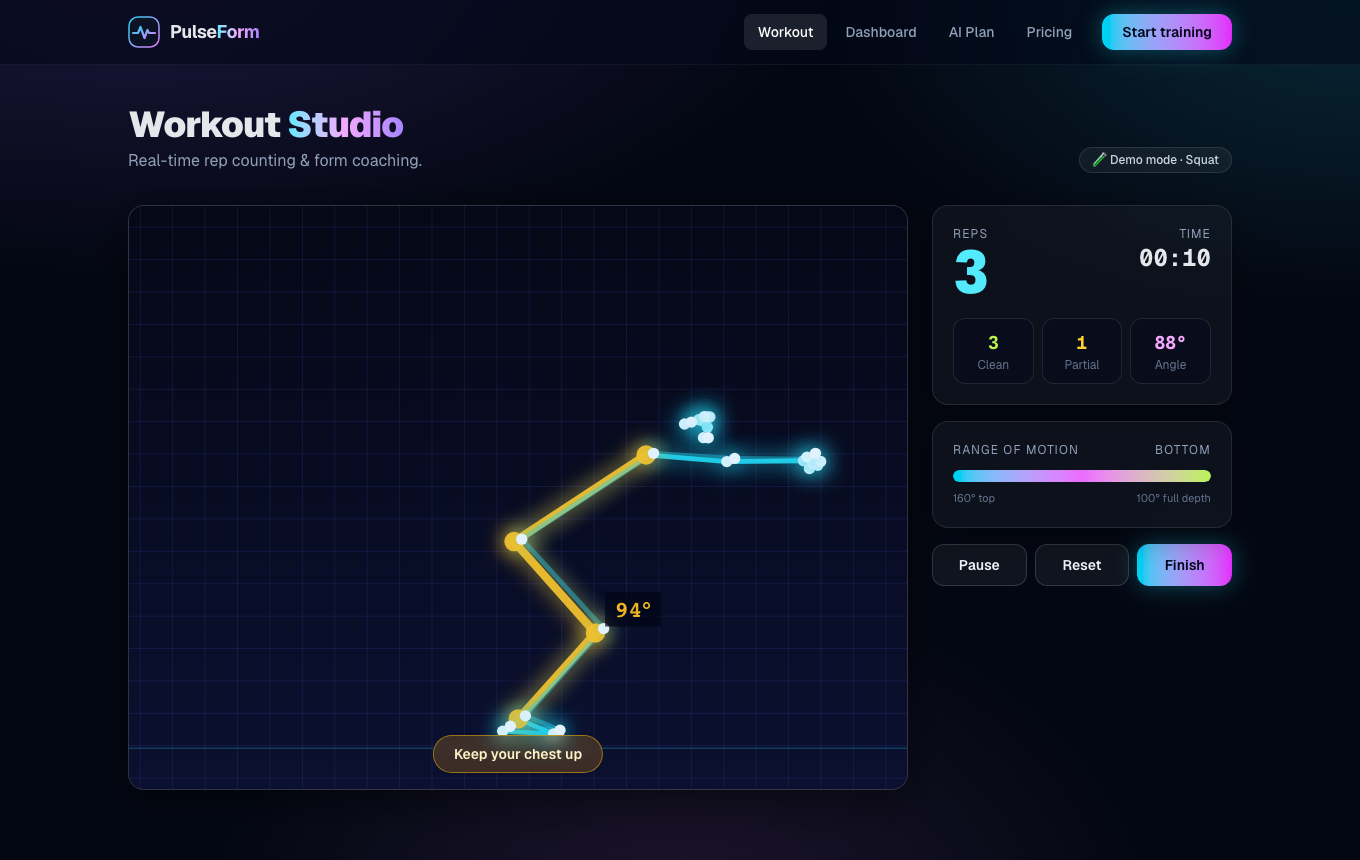 PulseForm
Workout Dashboard AI Plan Pricing Start training
Workout Studio
Real-time rep counting & form coaching.
Demo mode · Squat
REPS TIME
3 00:10
3 1 88°
Clean Partial Angle
RANGE OF MOTION BOTTOM
160° top 100° full depth
Pause Reset Finish
94°
Keep your chest up